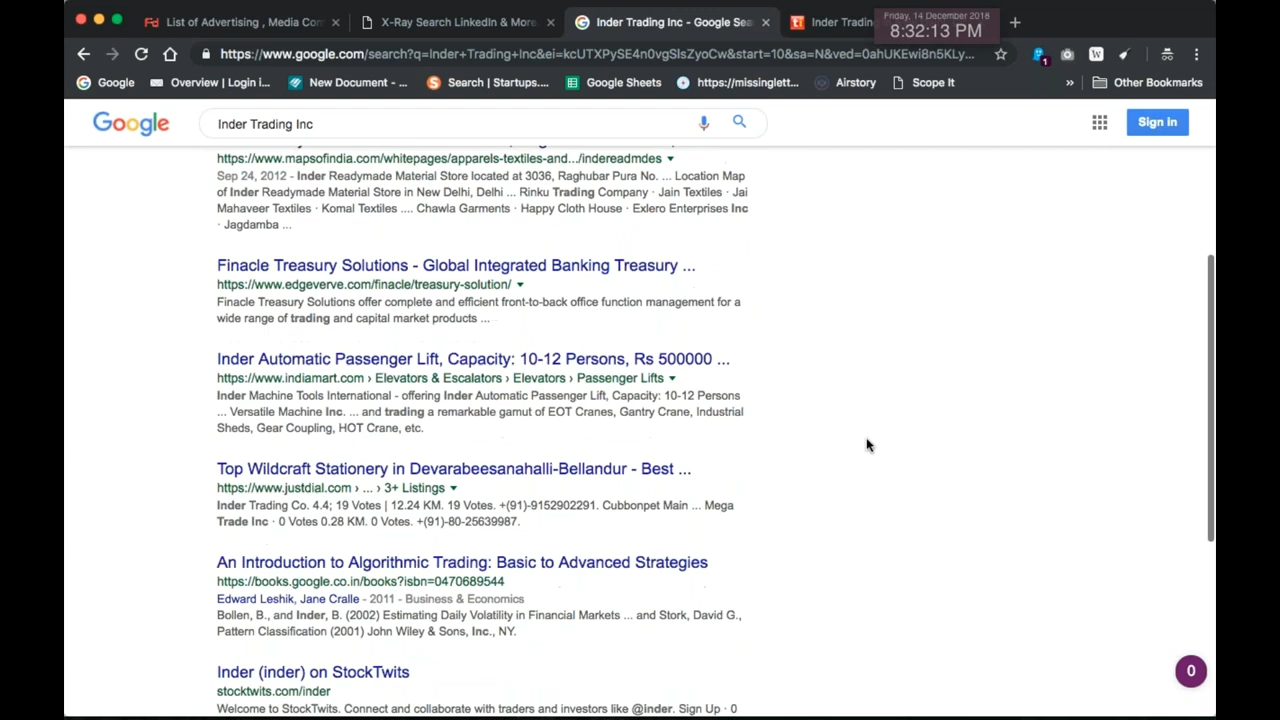 List of Advertising , Media Con
X-Ray Search LinkedIn & More.
Inder Trading Inc - Google Sea
Inder Tradin
Friday, 14 December 2018
8:32:13 PM
https://www.google.com/search?q=Inder+Trading+Inc&ei=kcUTXPySE4n0vgSlsZyoCw&start=10&sa=N&ved=0ahUKEwi8n5KLy...
1
Google
Overview | Login i...
New Document - ...
Search | Startups....
Google Sheets
https://missinglett...
Airstory
Scope It
»
Other Bookmarks
Google
Inder Trading Inc
Sign in
https://www.mapsofindia.com/whitepages/apparels-textiles-and.../indereadmdes
Sep 24, 2012 - Inder Readymade Material Store located at 3036, Raghubar Pura No. ... Location Map
of Inder Readymade Material Store in New Delhi, Delhi ... Rinku Trading Company · Jain Textiles · Jai
Mahaveer Textiles · Komal Textiles .... Chawla Garments · Happy Cloth House · Exlero Enterprises Inc
· Jagdamba ...
Finacle Treasury Solutions - Global Integrated Banking Treasury ...
https://www.edgeverve.com/finacle/treasury-solution/
Finacle Treasury Solutions offer complete and efficient front-to-back office function management for a
wide range of trading and capital market products ...
Inder Automatic Passenger Lift, Capacity: 10-12 Persons, Rs 500000 ...
https://www.indiamart.com › Elevators & Escalators › Elevators › Passenger Lifts
Inder Machine Tools International - offering Inder Automatic Passenger Lift, Capacity: 10-12 Persons
... Versatile Machine Inc. ... and trading a remarkable gamut of EOT Cranes, Gantry Crane, Industrial
Sheds, Gear Coupling, HOT Crane, etc.
Top Wildcraft Stationery in Devarabeesanahalli-Bellandur - Best ...
https://www.justdial.com › ... › 3+ Listings
Inder Trading Co. 4.4; 19 Votes | 12.24 KM. 19 Votes. +(91)-9152902291. Cubbonpet Main ... Mega
Trade Inc · 0 Votes 0.28 KM. 0 Votes. +(91)-80-25639987.
An Introduction to Algorithmic Trading: Basic to Advanced Strategies
https://books.google.co.in/books?isbn=0470689544
Edward Leshik, Jane Cralle - 2011 - Business & Economics
Bollen, B., and Inder, B. (2002) Estimating Daily Volatility in Financial Markets ... and Stork, David G.,
Pattern Classification (2001) John Wiley & Sons, Inc., NY.
Inder (inder) on StockTwits
stocktwits.com/inder
Welcome to StockTwits. Connect and collaborate with traders and investors like @inder. Sign Up · 0
0